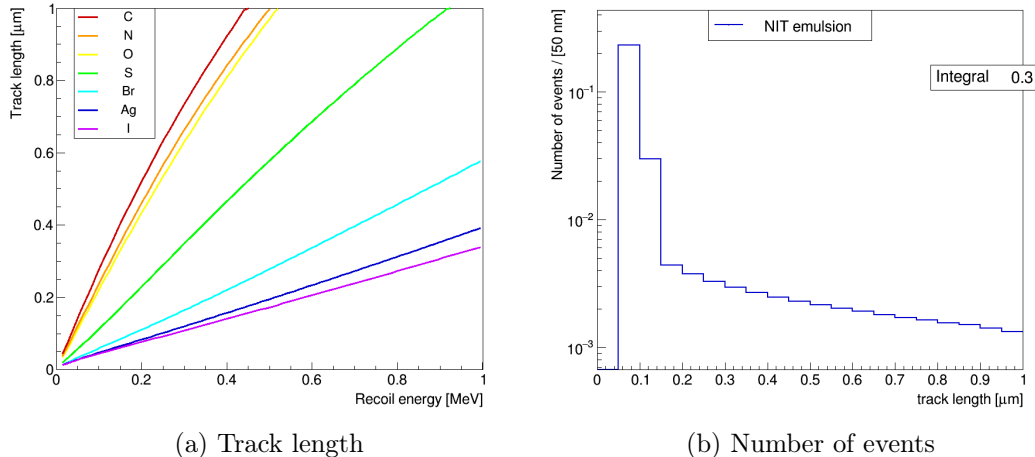 Track length [μm]
1
0.8
0.6
0.4
0.2
0
C
N
O
S
Br
Ag
I
0
0.2
0.4
0.6
0.8
1
Recoil energy [MeV]
(a) Track length
Number of events / [50 nm]
10⁻¹
10⁻²
10⁻³
NIT emulsion
Integral 0.3
0
0.1
0.2
0.3
0.4
0.5
0.6
0.7
0.8
0.9
1
track length [μm]
(b) Number of events